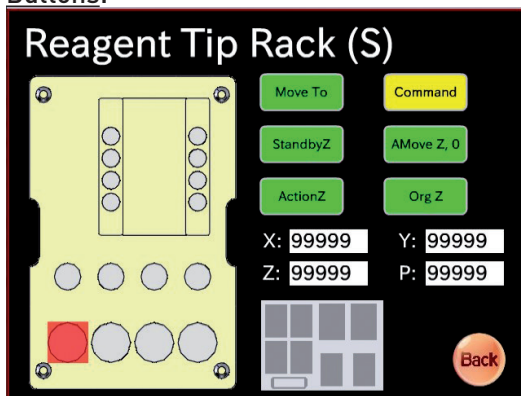 Buttons:
Reagent Tip Rack (S)
Move To
Command
StandbyZ
AMove Z, 0
ActionZ
Org Z
X: 99999 Y: 99999
Z: 99999 P: 99999
Back